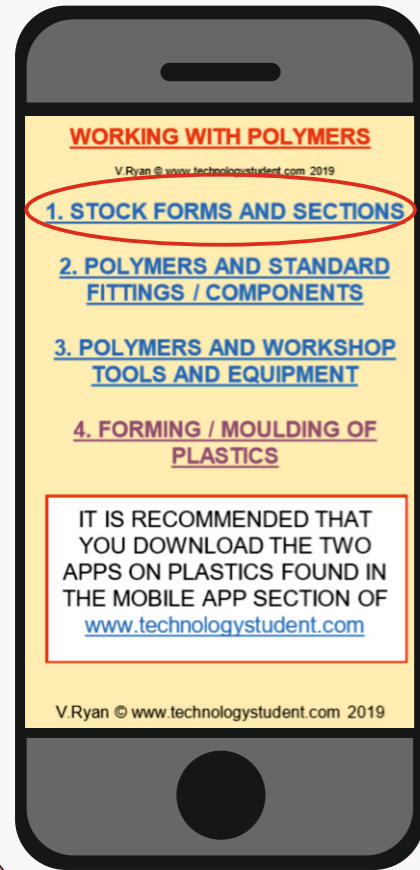 WORKING WITH POLYMERS
V.Ryan © www.technologystudent.com 2019
1. STOCK FORMS AND SECTIONS
2. POLYMERS AND STANDARD
FITTINGS / COMPONENTS
3. POLYMERS AND WORKSHOP
TOOLS AND EQUIPMENT
4. FORMING / MOULDING OF
PLASTICS
IT IS RECOMMENDED THAT
YOU DOWNLOAD THE TWO
APPS ON PLASTICS FOUND IN
THE MOBILE APP SECTION OF
www.technologystudent.com
V.Ryan © www.technologystudent.com 2019